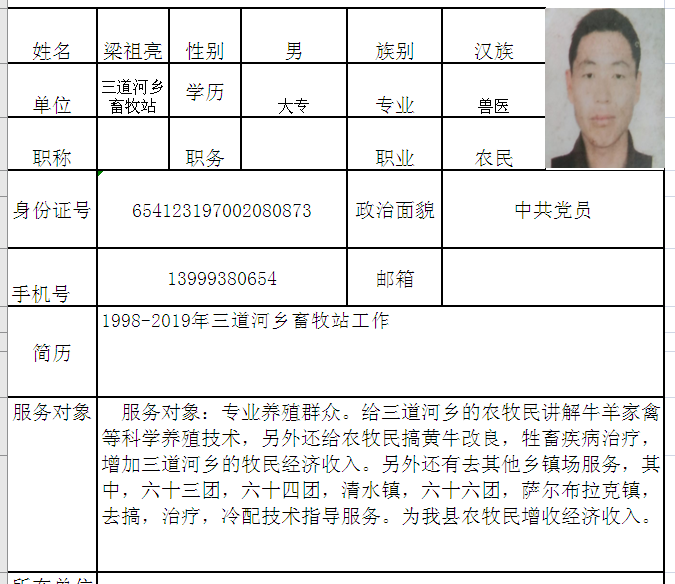 姓名 梁祖亮 性别 男 族别 汉族
单位 三道河乡畜牧站 学历 大专 专业 兽医
职称 职务 职业 农民
身份证号 654123197002080873 政治面貌 中共党员
手机号 13999380654 邮箱
简历 1998-2019年三道河乡畜牧站工作
服务对象 服务对象：专业养殖群众。给三道河乡的农牧民讲解牛羊家禽
等科学养殖技术，另外还给农牧民搞黄牛改良，牲畜疾病治疗，
增加三道河乡的牧民经济收入。另外还有去其他乡镇场服务，其
中，六十三团，六十四团，清水镇，六十六团，萨尔布拉克镇，
去搞，治疗，冷配技术指导服务。为我县农牧民增收经济收入。
所在单位